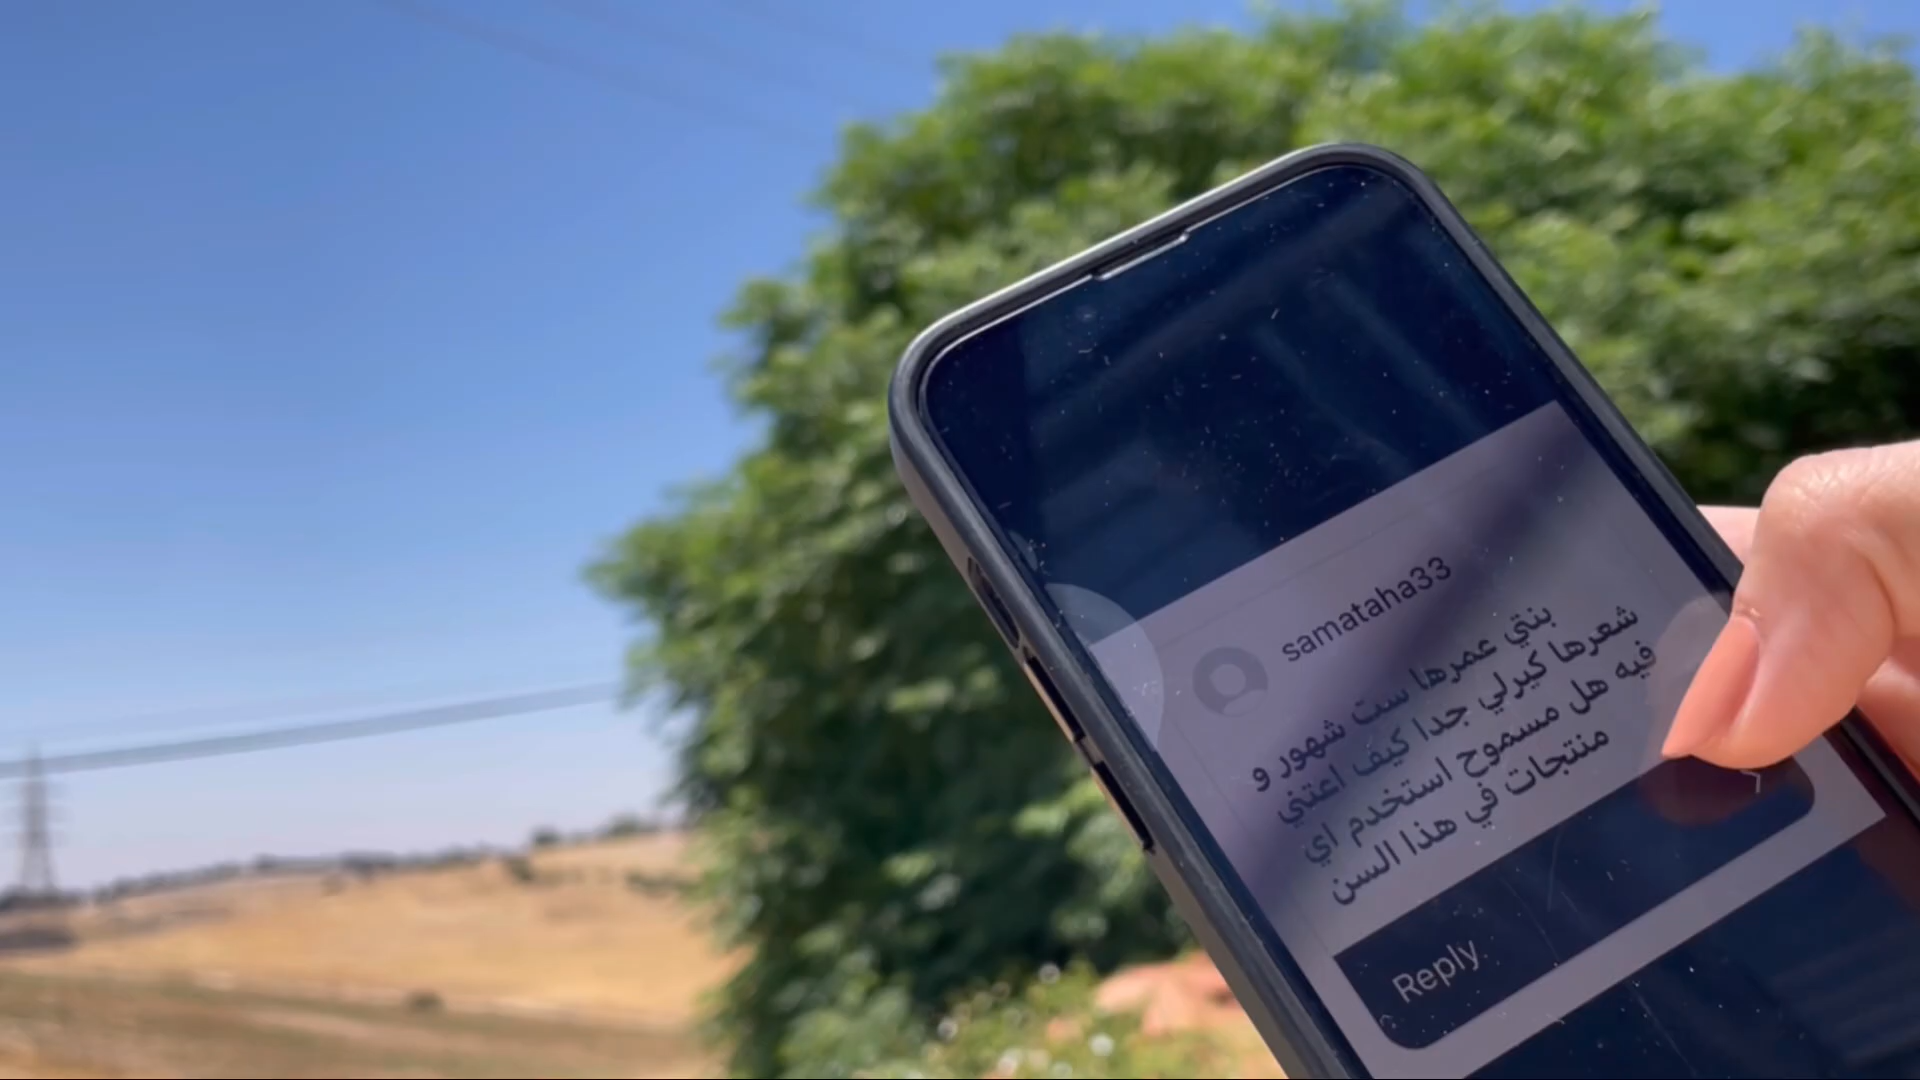 samataha33
بنتي عمرها ست شهور و
شعرها كيرلي جدا كيف اعتني
فيه هل مسموح استخدم اي
منتجات في هذا السن
Reply